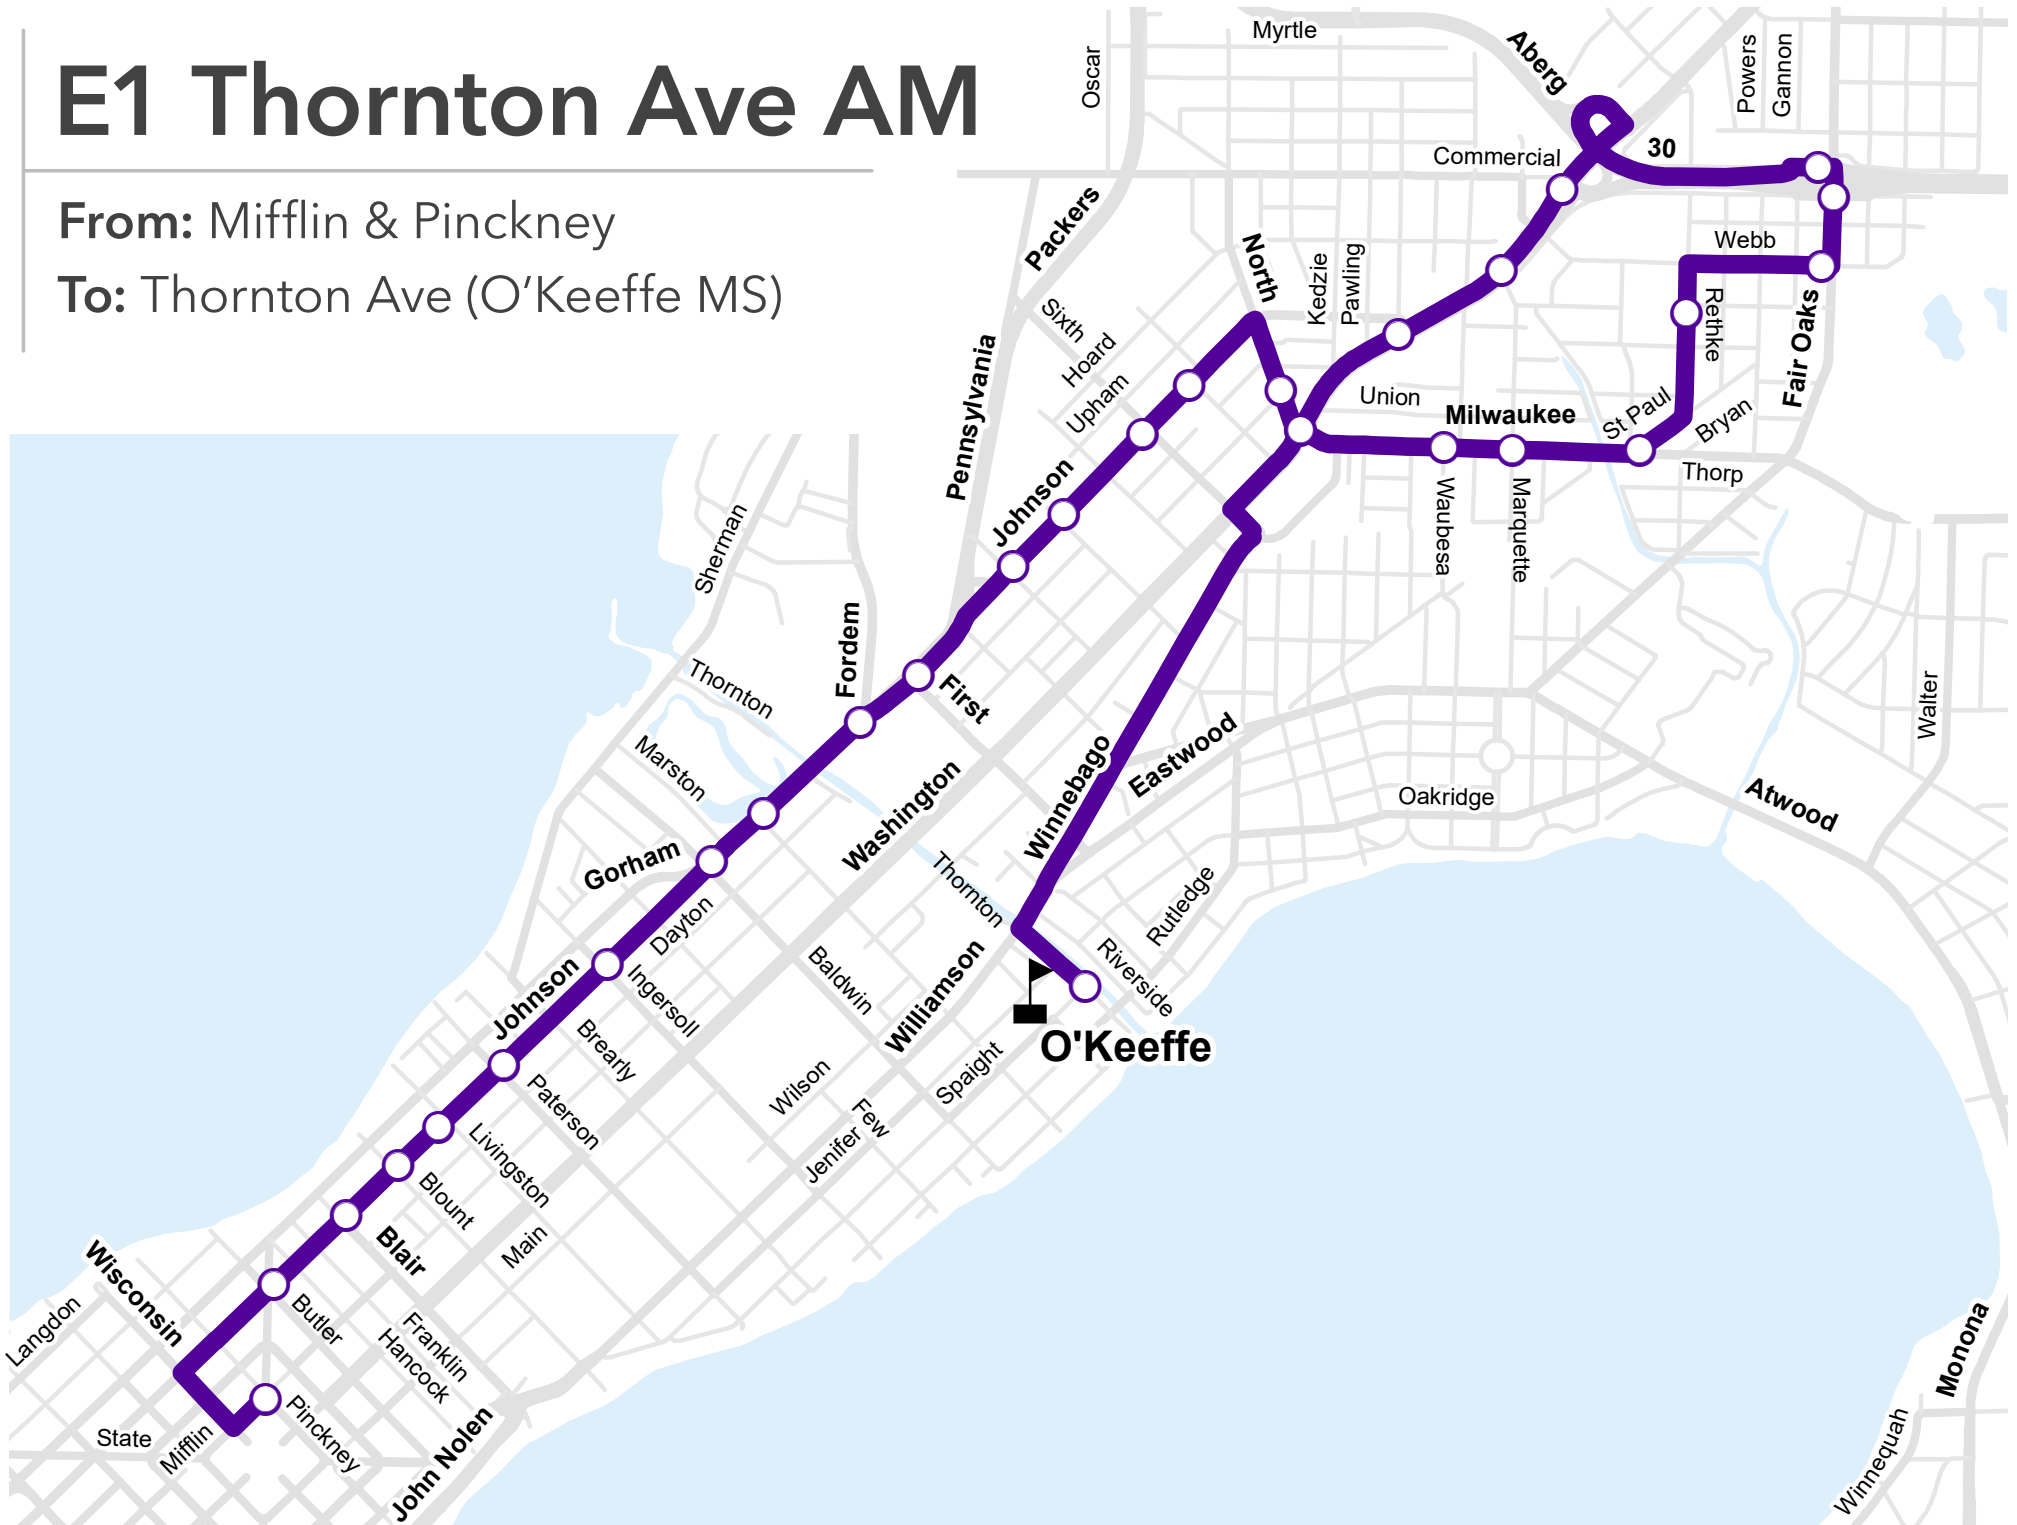 E1 Thornton Ave AM
From: Mifflin & Pinckney
To: Thornton Ave (O'Keeffe MS)
Myrtle
Aberg
Oscar
Powers
Gannon
Commercial
30
Packers
North
Kedzie
Pawling
Webb
Sixth
Hoard
Upham
Rethke
Fair Oaks
Pennsylvania
Union
Milwaukee
St Paul
Bryan
Thorp
Johnson
Waubesa
Marquette
Sherman
Fordem
Thornton
First
Walter
Marston
Winnebago
Eastwood
Washington
Oakridge
Atwood
Gorham
Thornton
Rutledge
Dayton
Baldwin
Williamson
Riverside
Johnson
Ingersoll
O'Keeffe
Brearly
Wilson
Spaight
Paterson
Few
Jenifer
Livingston
Blount
Main
Blair
Wisconsin
Langdon
Butler
Franklin
Hancock
Monona
Pinckney
State
Mifflin
John Nolen
Winnequah